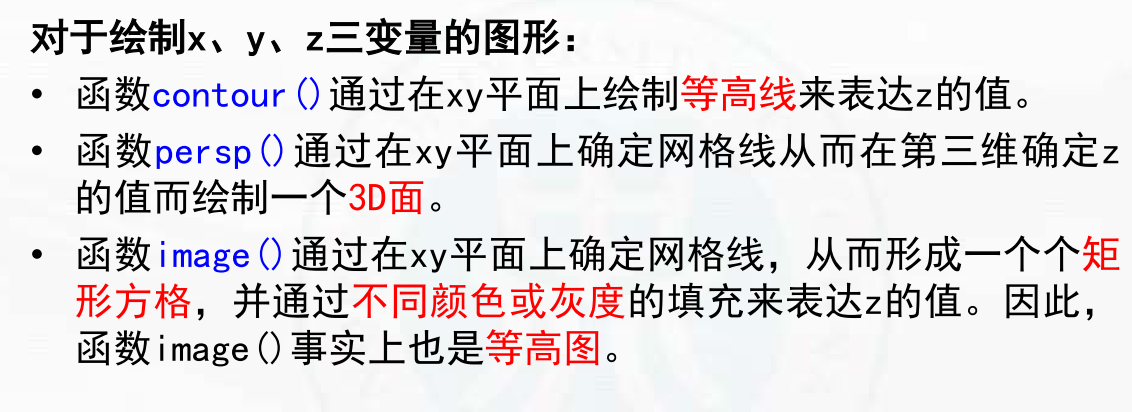 对于绘制x、y、z三变量的图形：
• 函数contour()通过在xy平面上绘制等高线来表达z的值。
• 函数persp()通过在xy平面上确定网格线从而在第三维确定z
的值而绘制一个3D面。
• 函数image()通过在xy平面上确定网格线，从而形成一个个矩
形方格，并通过不同颜色或灰度的填充来表达z的值。因此，
函数image()事实上也是等高图。